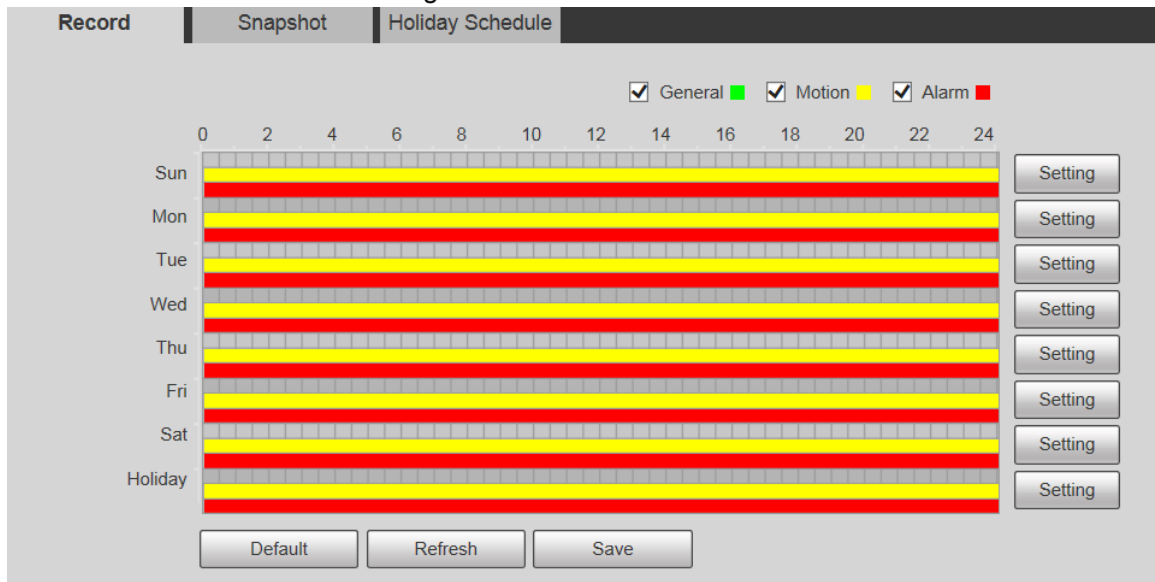 Record Snapshot Holiday Schedule
General Motion Alarm
0 2 4 6 8 10 12 14 16 18 20 22 24
Sun Setting
Mon Setting
Tue Setting
Wed Setting
Thu Setting
Fri Setting
Sat Setting
Holiday Setting
Default Refresh Save